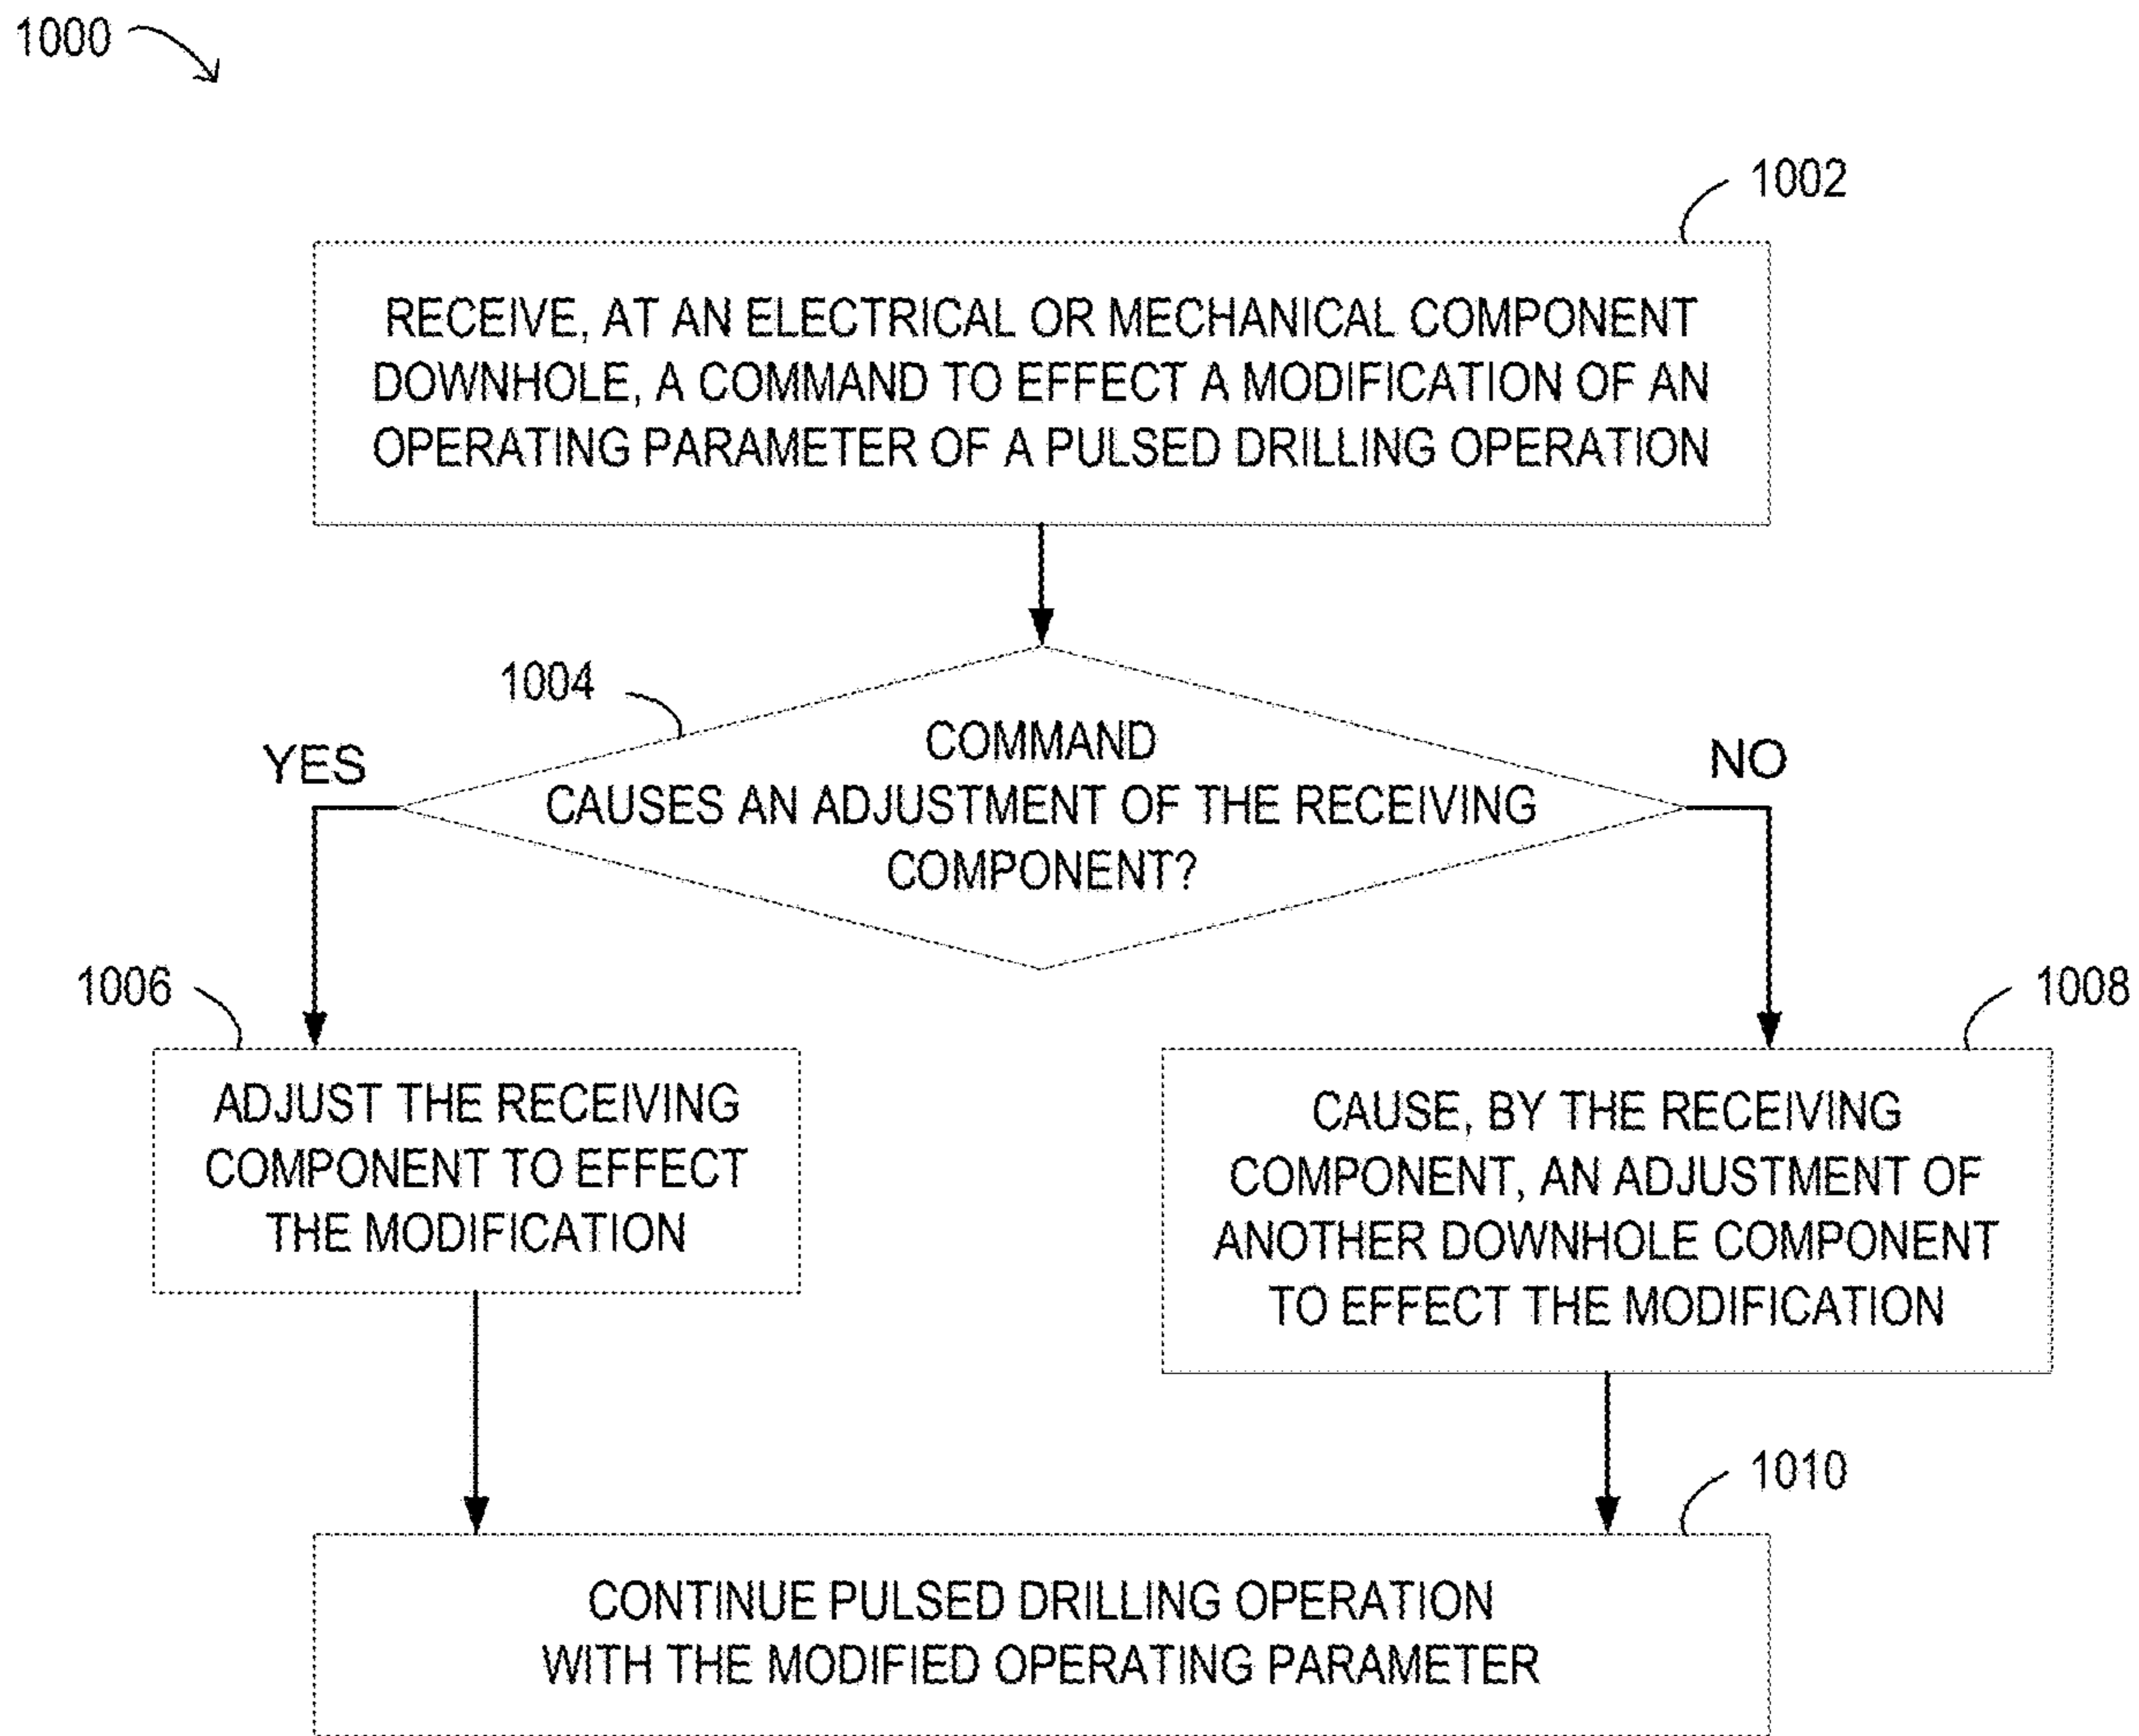 1000
1002
RECEIVE, AT AN ELECTRICAL OR MECHANICAL COMPONENT
DOWNHOLE, A COMMAND TO EFFECT A MODIFICATION OF AN
OPERATING PARAMETER OF A PULSED DRILLING OPERATION
1004
YES
NO
COMMAND
CAUSES AN ADJUSTMENT OF THE RECEIVING
COMPONENT?
1006
ADJUST THE RECEIVING
COMPONENT TO EFFECT
THE MODIFICATION
1008
CAUSE, BY THE RECEIVING
COMPONENT, AN ADJUSTMENT OF
ANOTHER DOWNHOLE COMPONENT
TO EFFECT THE MODIFICATION
1010
CONTINUE PULSED DRILLING OPERATION
WITH THE MODIFIED OPERATING PARAMETER